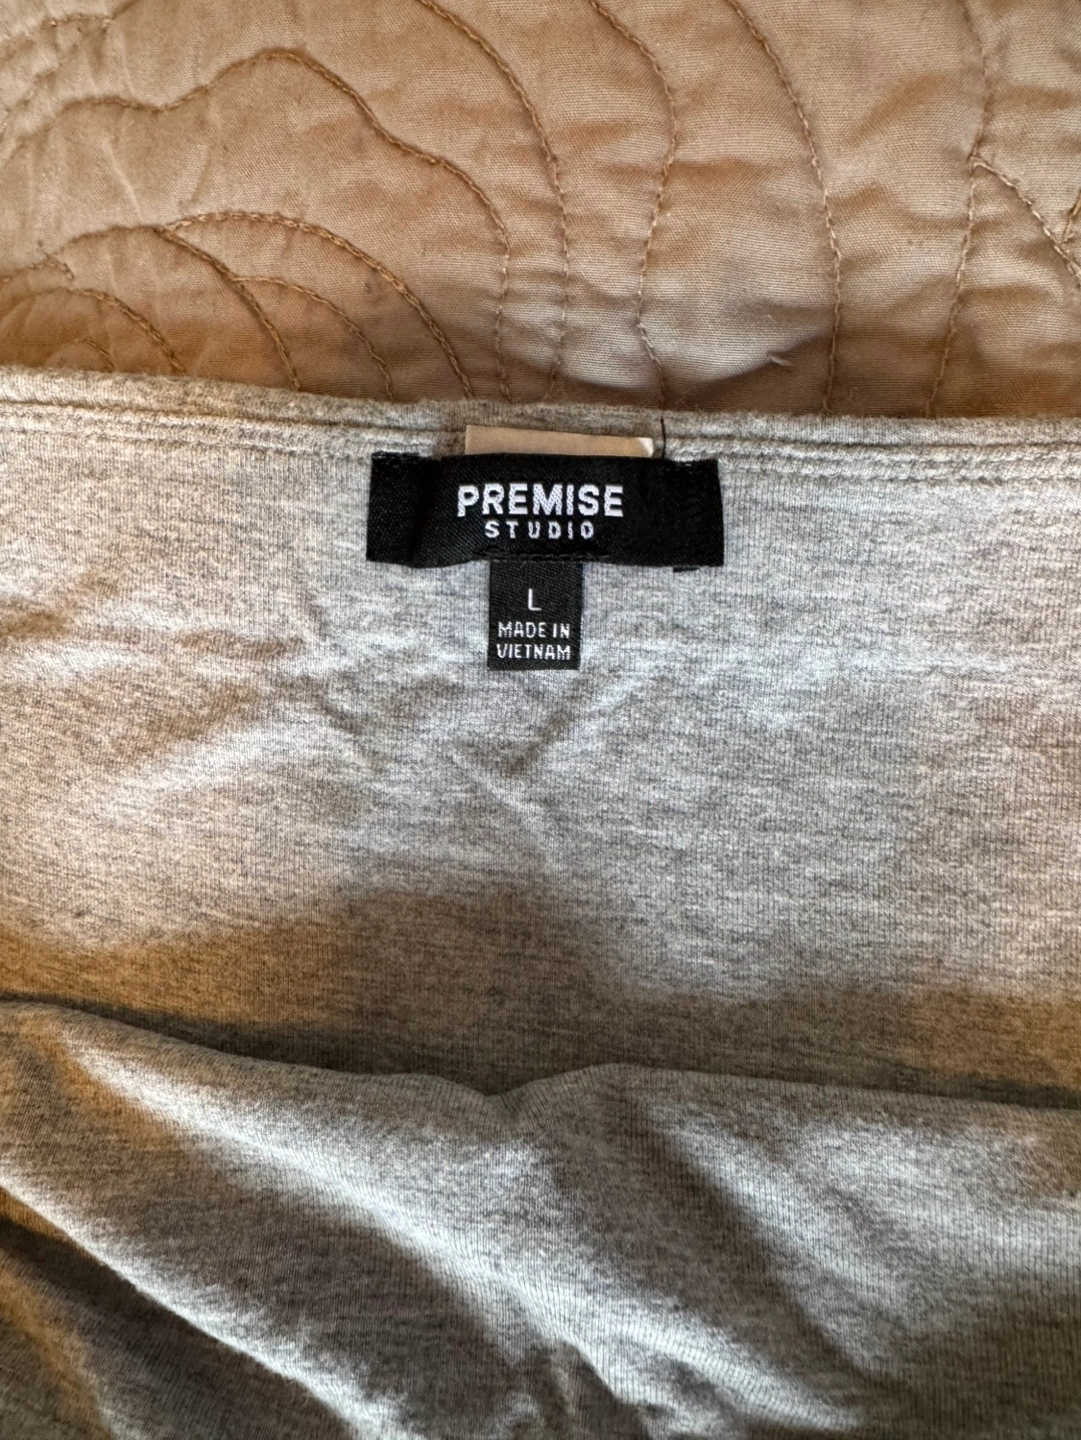 PREMISE
STUDIO
L
MADE IN
VIETNAM